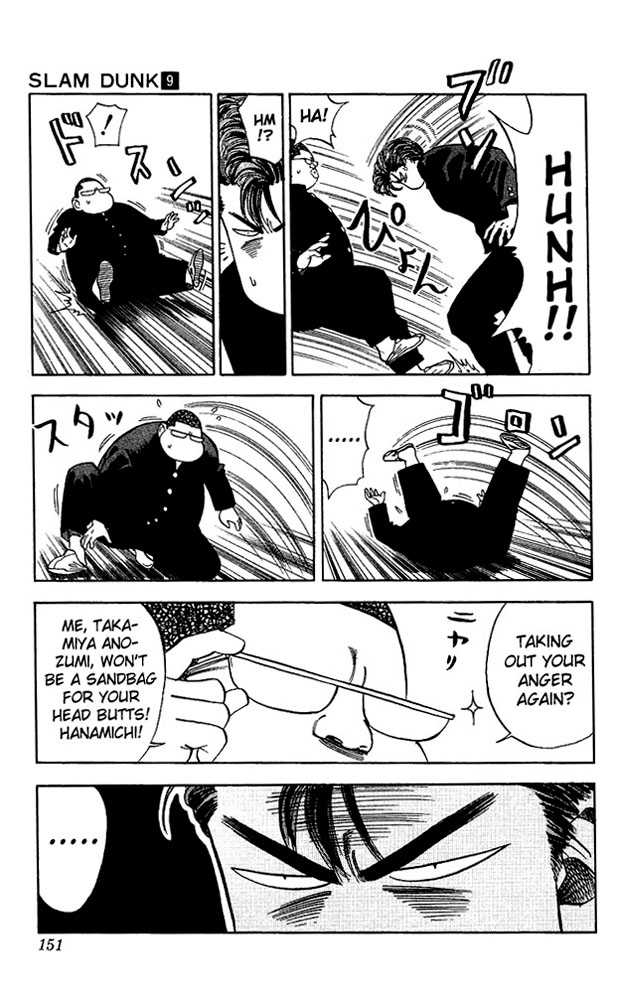 SLAM DUNK 9
ブン
HUNH!!
HA!
ぴょん
HM
!?
!
ドスーン
ゴロン
.....
スタッ
TAKING
OUT YOUR
ANGER
AGAIN?
ニヤリ
ME, TAKA-
MIYA ANO-
ZUMI, WON'T
BE A SANDBAG
FOR YOUR
HEAD BUTTS!
HANAMICHI!
.....
151